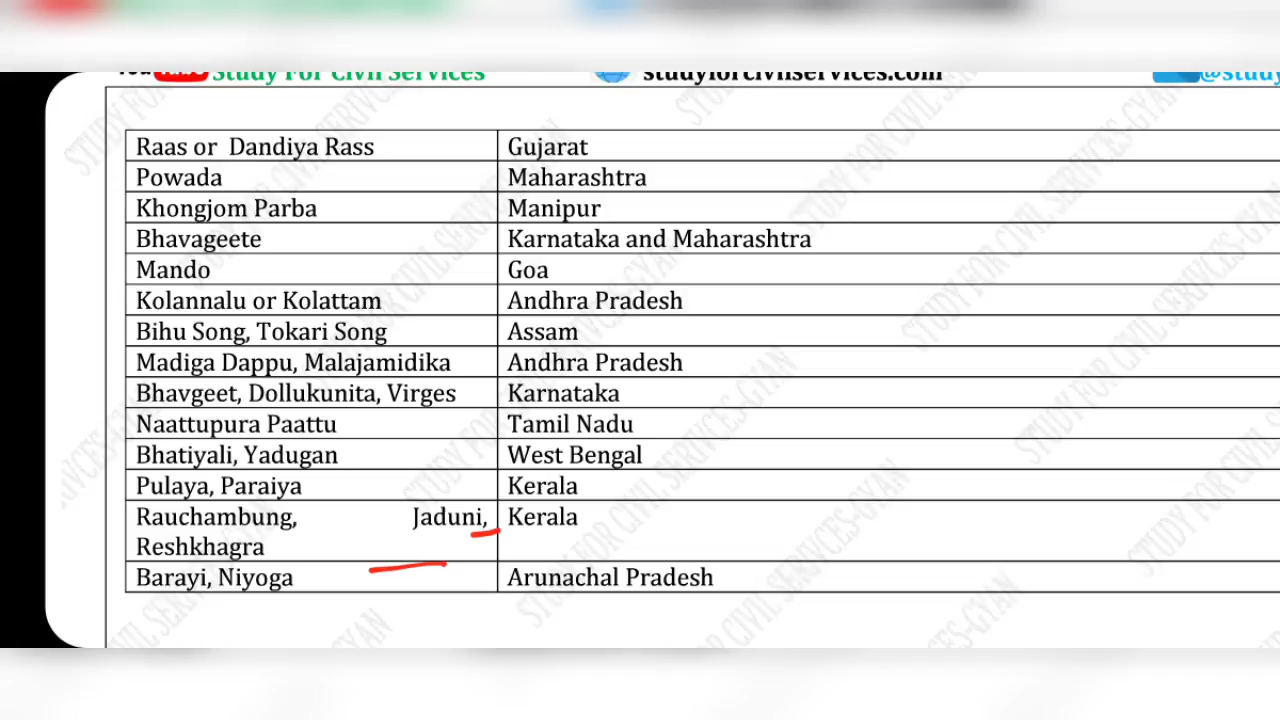 YouTube Study For Civil Services studyforcivilservices.com @study
Raas or Dandiya Rass Gujarat
Powada Maharashtra
Khongjom Parba Manipur
Bhavageete Karnataka and Maharashtra
Mando Goa
Kolannalu or Kolattam Andhra Pradesh
Bihu Song, Tokari Song Assam
Madiga Dappu, Malajamidika Andhra Pradesh
Bhavgeet, Dollukunita, Virges Karnataka
Naattupura Paattu Tamil Nadu
Bhatiyali, Yadugan West Bengal
Pulaya, Paraiya Kerala
Rauchambung, Jaduni, Kerala
Reshkhagra
Barayi, Niyoga Arunachal Pradesh